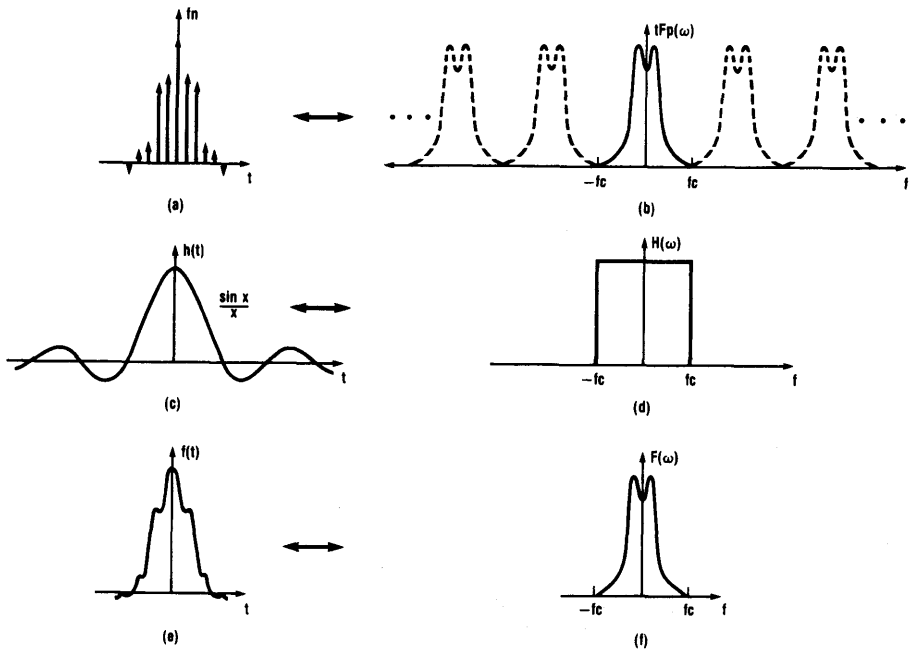 fn
t
(a)
tFp(ω)
. . .
. . .
−fc
fc
f
(b)
h(t)
sin x
x
t
(c)
H(ω)
−fc
fc
f
(d)
f(t)
t
(e)
F(ω)
−fc
fc
f
(f)